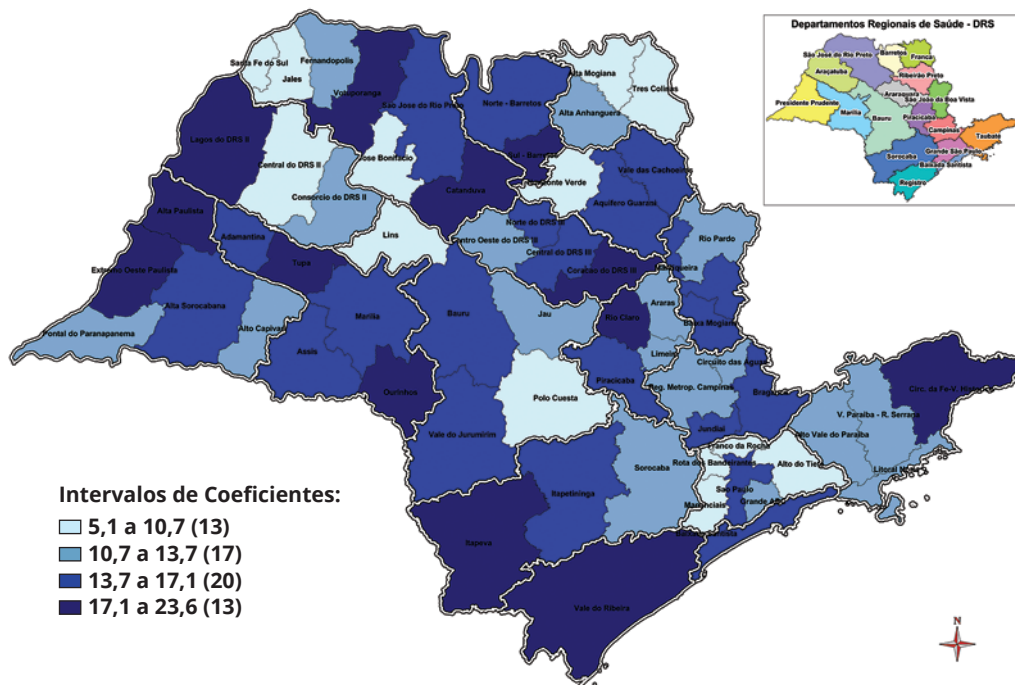 Departamentos Regionais de Saúde - DRS
São José do Rio Preto
Barretos
Franca
Araçatuba
Ribeirão Preto
Araraquara
São João da Boa Vista
Presidente Prudente
Marília
Bauru
Piracicaba
Campinas
Taubaté
Grande São Paulo
Sorocaba
Baixada Santista
Registro
Santa Fe do Sul
Jales
Fernandopolis
Votuporanga
Sao Jose do Rio Preto
Norte - Barretos
Alta Mogiana
Tres Colinas
Alta Anhanguera
Lagos do DRS II
Central do DRS II
Jose Bonifacio
Sul - Barretos
Horizonte Verde
Vale das Cachoeiras
Consorcio do DRS II
Catanduva
Aquifero Guarani
Alta Paulista
Adamantina
Lins
Norte do DRS III
Centro Oeste do DRS III
Central do DRS III
Coracao do DRS III
Rio Pardo
Mantiqueira
Extremo Oeste Paulista
Tupa
Alta Sorocabana
Marilia
Bauru
Jau
Rio Claro
Araras
Baixa Mogiana
Pontal do Paranapanema
Alto Capivari
Assis
Limeira
Circuito das Aguas
Ourinhos
Polo Cuesta
Piracicaba
Reg. Metrop. Campinas
Braganca
Circ. da Fe-V. Historico
V. Paraiba - R. Serrana
Vale do Jurumirim
Jundiai
Alto Vale do Paraiba
Franco da Rocha
Sorocaba
Rota dos Bandeirantes
Alto do Tiete
Litoral Norte
Itapetininga
Sao Paulo
Mananciais
Grande ABC
Baixada Santista
Itapeva
Vale do Ribeira
Intervalos de Coeficientes:
5,1 a 10,7 (13)
10,7 a 13,7 (17)
13,7 a 17,1 (20)
17,1 a 23,6 (13)
N